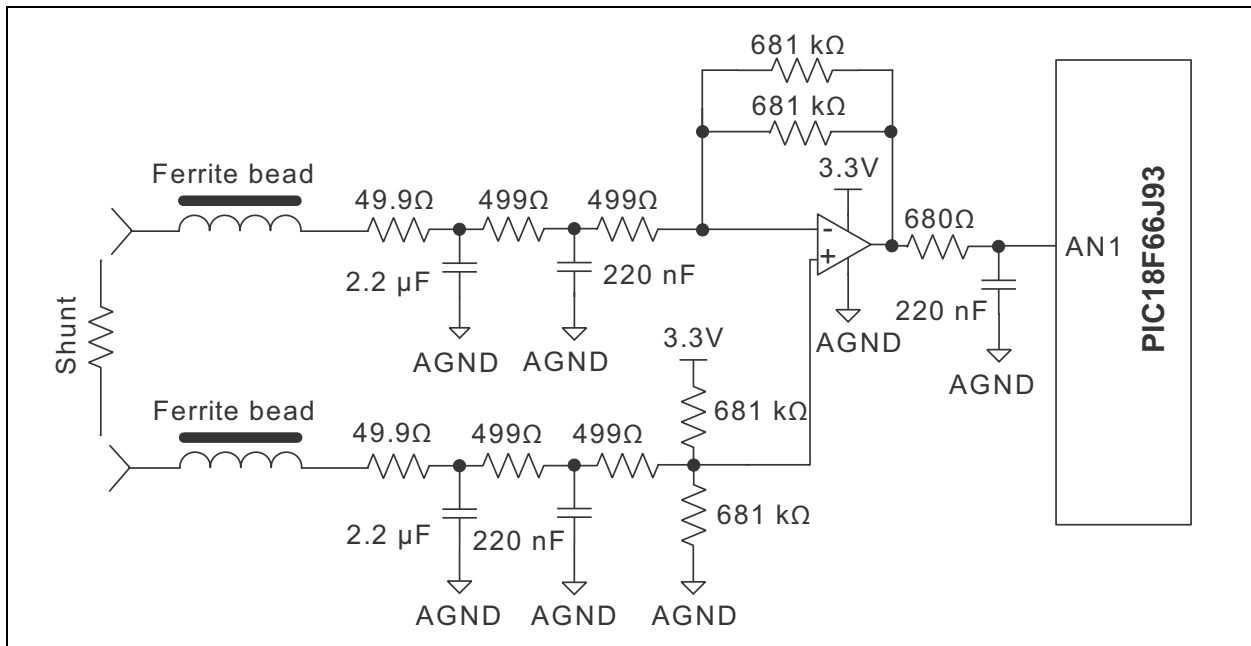 681 kΩ
681 kΩ
3.3V
Ferrite bead
49.9Ω
499Ω
499Ω
-
+
680Ω
AN1
PIC18F66J93
2.2 µF
220 nF
220 nF
AGND
AGND
AGND
AGND
Shunt
3.3V
681 kΩ
Ferrite bead
49.9Ω
499Ω
499Ω
681 kΩ
2.2 µF
220 nF
AGND
AGND
AGND